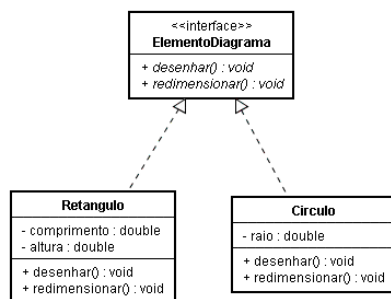 <<interface>>
ElementoDiagrama
+ desenhar() : void
+ redimensionar() : void
Retangulo
- comprimento : double
- altura : double
+ desenhar() : void
+ redimensionar() : void
Circulo
- raio : double
+ desenhar() : void
+ redimensionar() : void